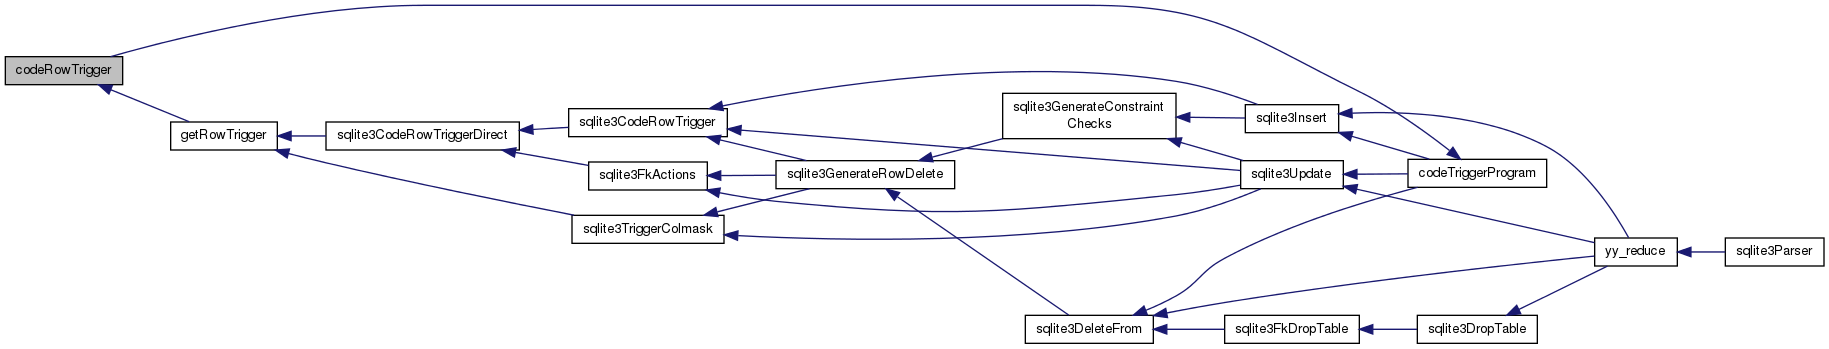 codeRowTrigger
getRowTrigger
sqlite3CodeRowTriggerDirect
sqlite3CodeRowTrigger
sqlite3FkActions
sqlite3TriggerColmask
sqlite3GenerateRowDelete
sqlite3GenerateConstraint
Checks
sqlite3Insert
sqlite3Update
codeTriggerProgram
yy_reduce
sqlite3Parser
sqlite3DeleteFrom
sqlite3FkDropTable
sqlite3DropTable